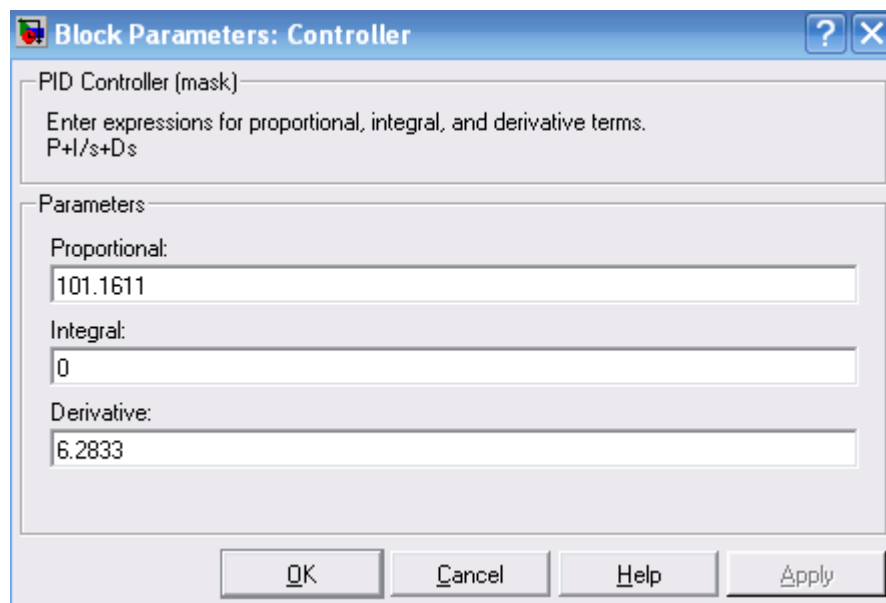 Block Parameters: Controller
PID Controller (mask)
Enter expressions for proportional, integral, and derivative terms.
P+I/s+Ds
Parameters
Proportional:
101.1611
Integral:
0
Derivative:
6.2833
OK Cancel Help Apply